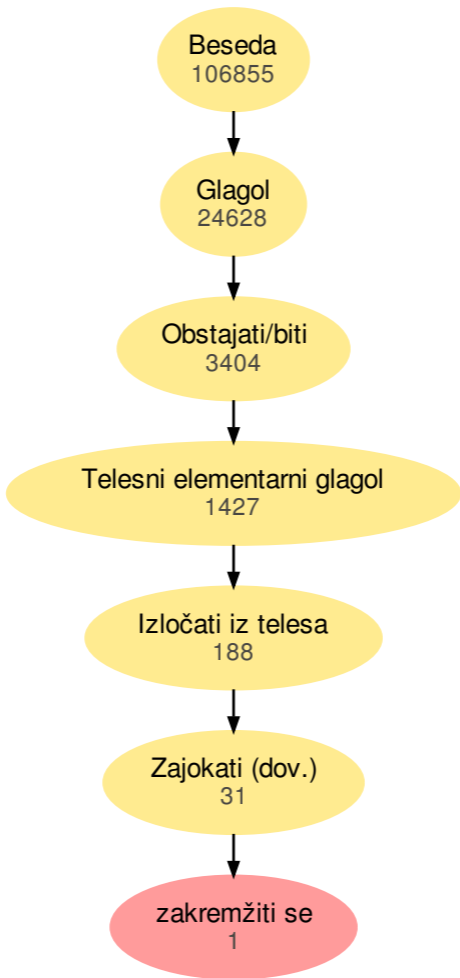 Beseda
106855
Glagol
24628
Obstajati/biti
3404
Telesni elementarni glagol
1427
Izločati iz telesa
188
Zajokati (dov.)
31
zakremžiti se
1